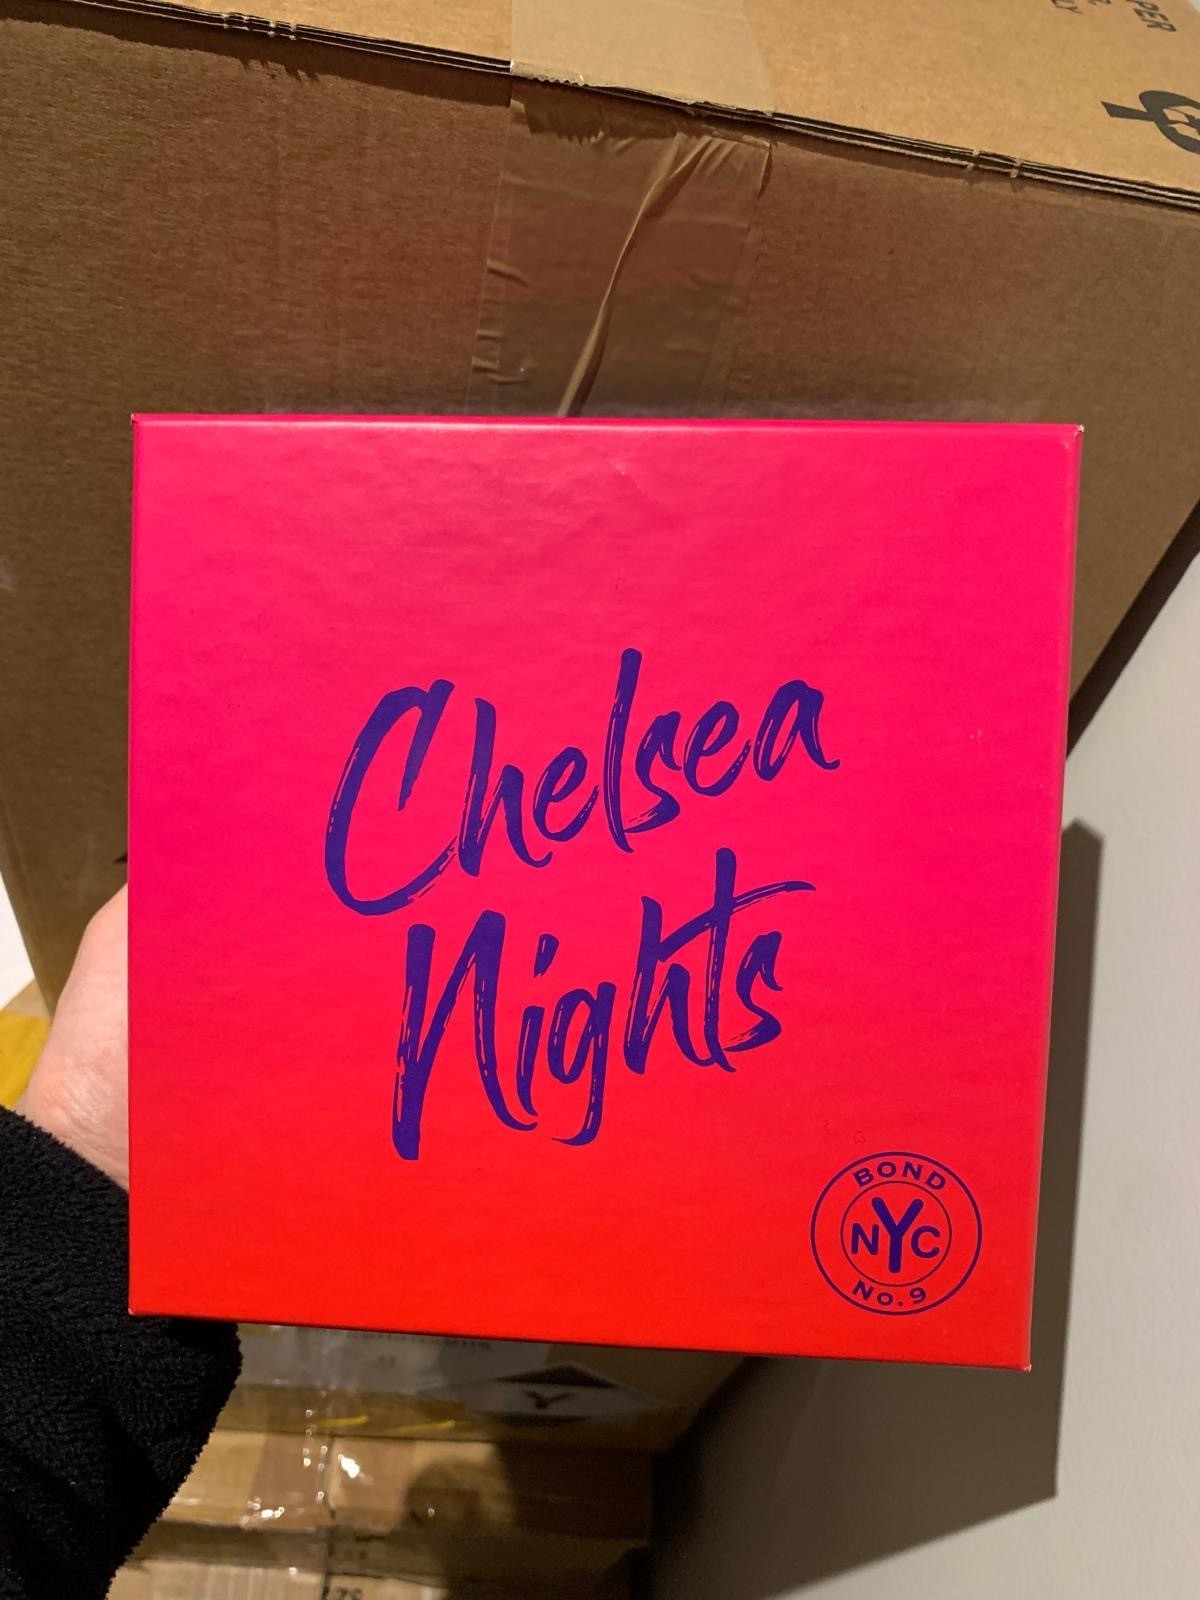 Chelsea
Nights
BOND
NYC
No. 9